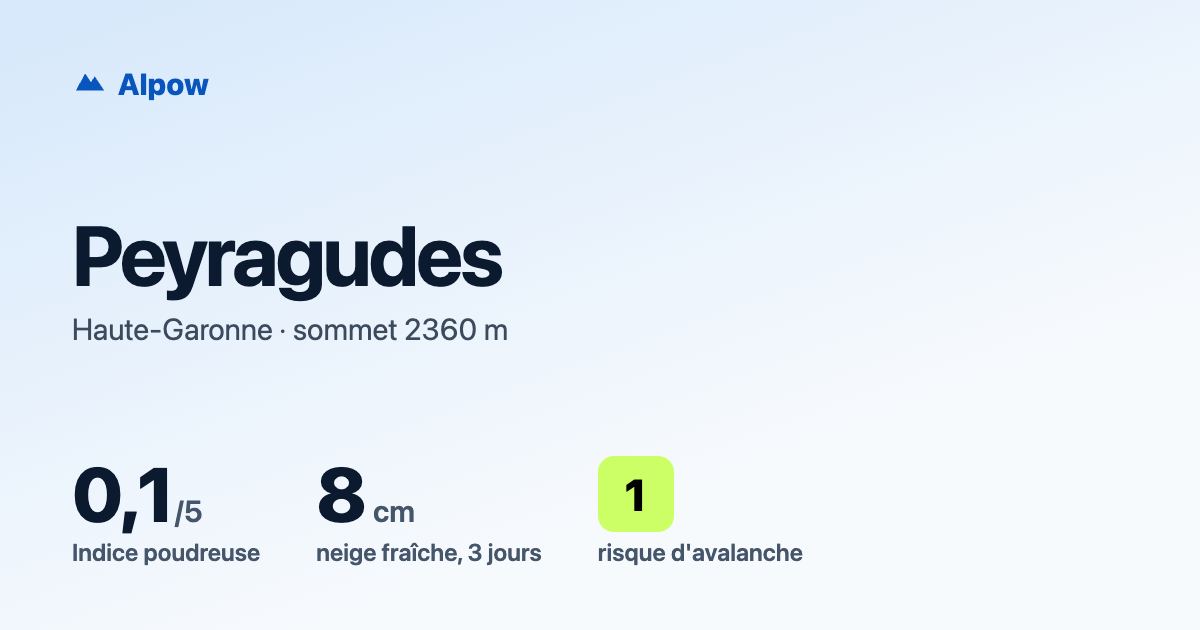 Alpow
Peyragudes
Haute-Garonne · sommet 2360 m
0,1/5
Indice poudreuse
8 cm
neige fraîche, 3 jours
1
risque d'avalanche